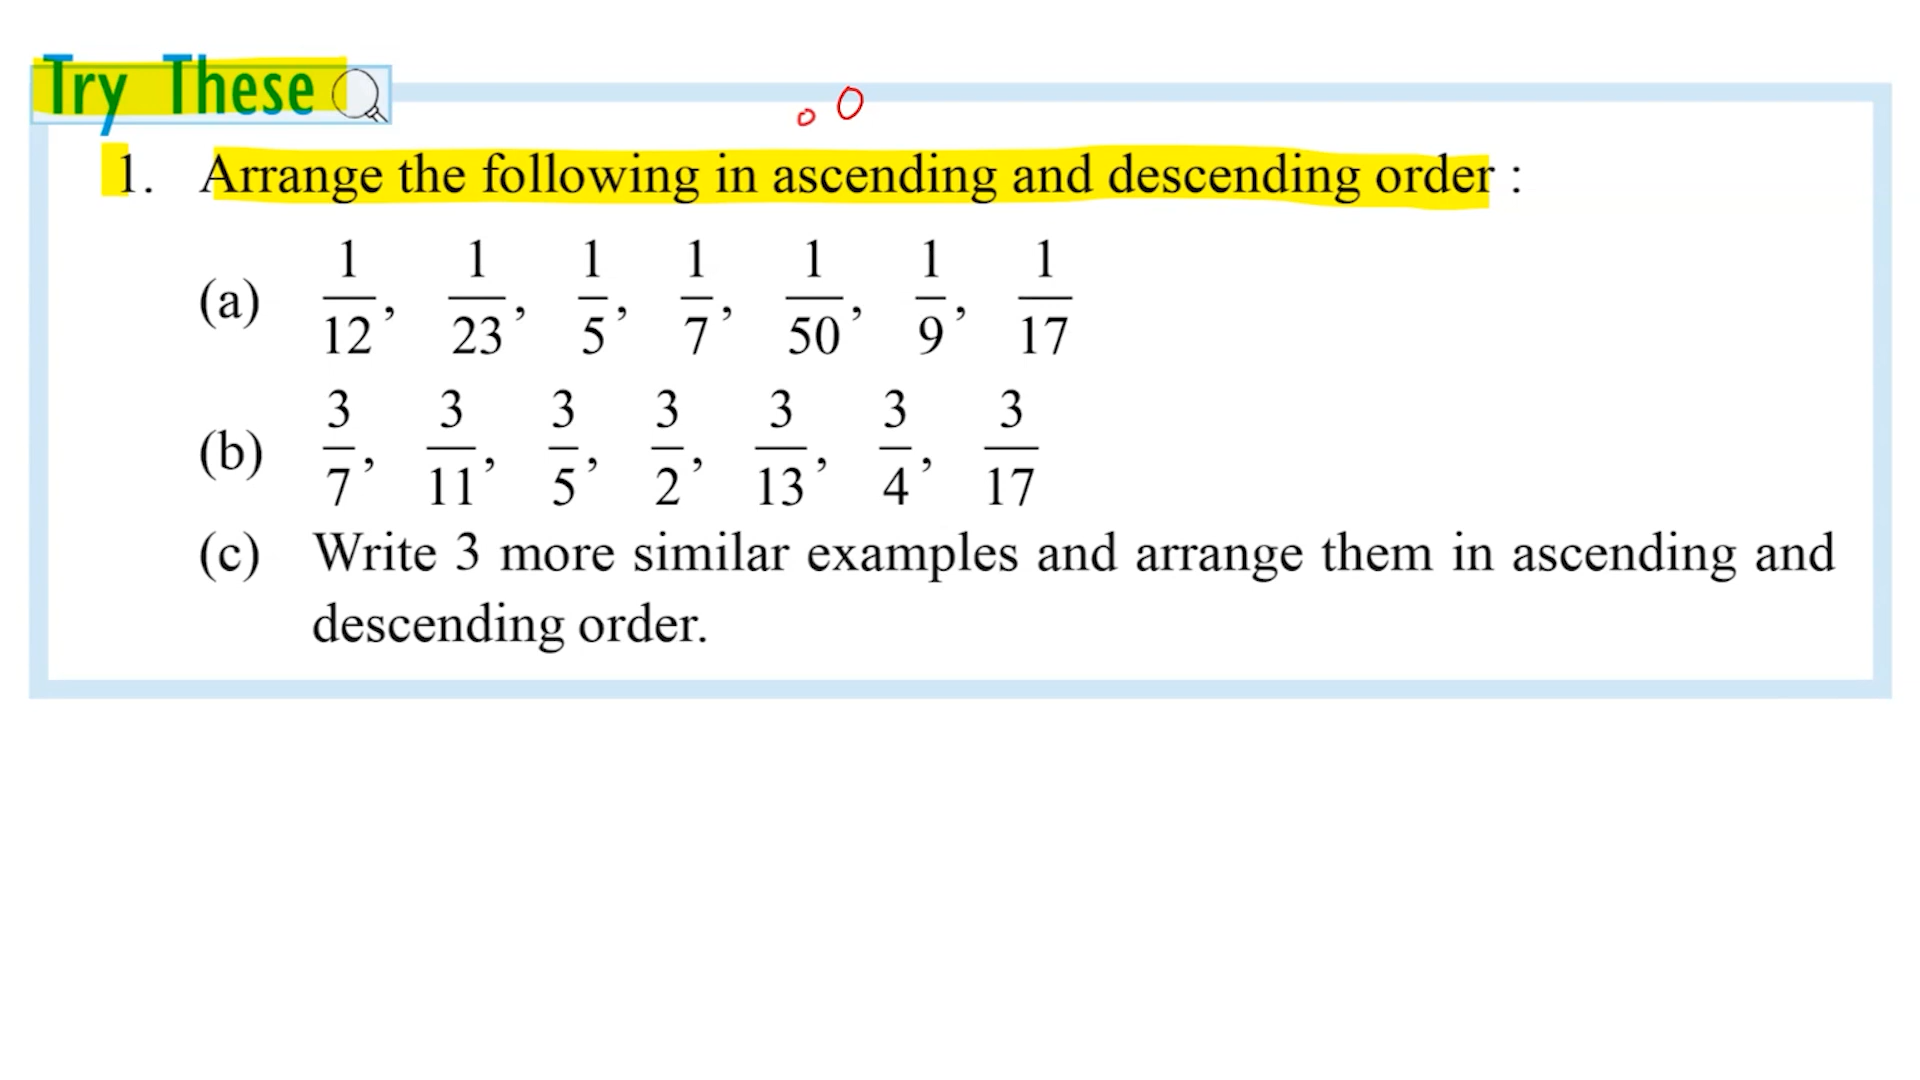 Try These
1. Arrange the following in ascending and descending order :
(a) 1/12, 1/23, 1/5, 1/7, 1/50, 1/9, 1/17
(b) 3/7, 3/11, 3/5, 3/2, 3/13, 3/4, 3/17
(c) Write 3 more similar examples and arrange them in ascending and
descending order.